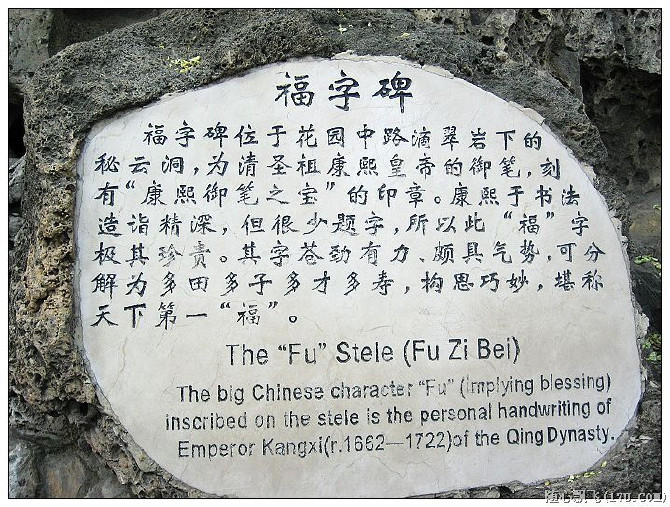 福字碑
福字碑位于花园中路滴翠岩下的
秘云洞,为清圣祖康熙皇帝的御笔,刻
有“康熙御笔之宝”的印章。康熙于书法
造诣精深,但很少题字,所以此“福”字
极其珍贵。其字苍劲有力、颇具气势,可分
解为多田多子多才多寿,构思巧妙,堪称
天下第一“福”。
The “Fu” Stele (Fu Zi Bei)
The big Chinese character “Fu” (implying blessing)
inscribed on the stele is the personal handwriting of
Emperor Kangxi(r.1662—1722)of the Qing Dynasty.